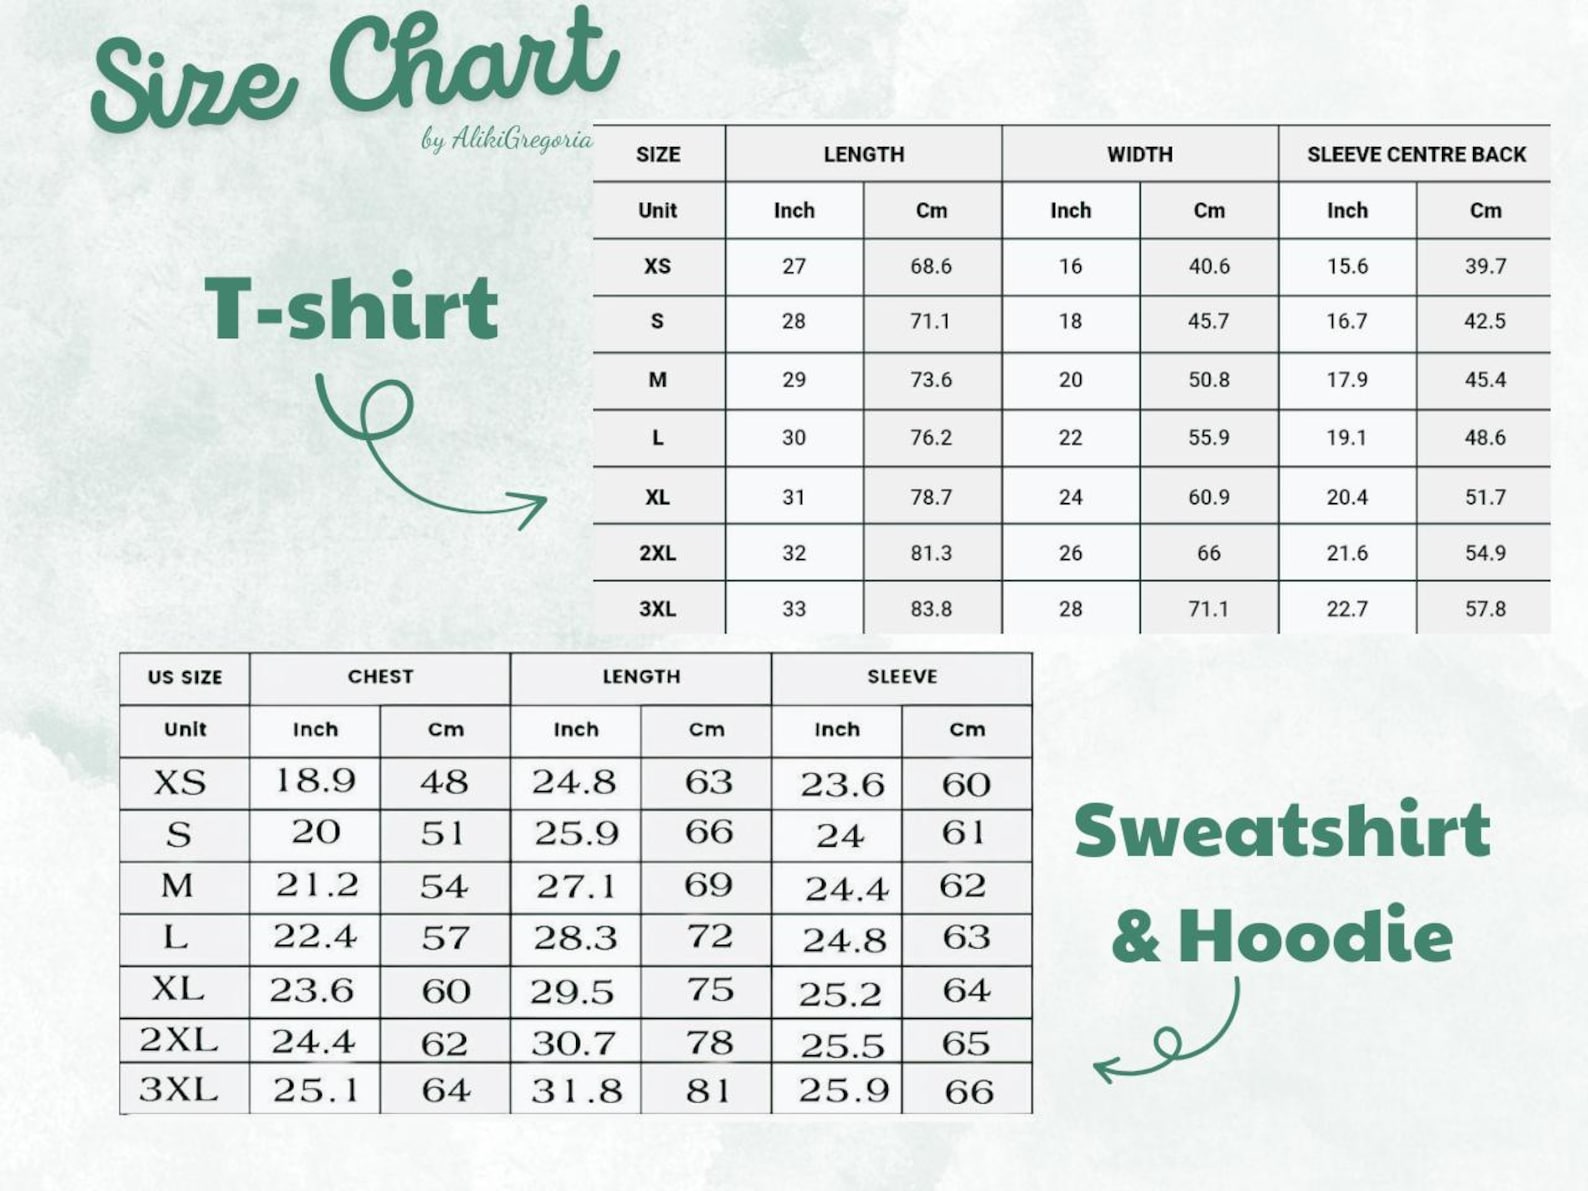 Size Chart
by AlikiGregoria
T-shirt
SIZE LENGTH WIDTH SLEEVE CENTRE BACK
Unit Inch Cm Inch Cm Inch Cm
XS 27 68.6 16 40.6 15.6 39.7
S 28 71.1 18 45.7 16.7 42.5
M 29 73.6 20 50.8 17.9 45.4
L 30 76.2 22 55.9 19.1 48.6
XL 31 78.7 24 60.9 20.4 51.7
2XL 32 81.3 26 66 21.6 54.9
3XL 33 83.8 28 71.1 22.7 57.8
US SIZE CHEST LENGTH SLEEVE
Unit Inch Cm Inch Cm Inch Cm
XS 18.9 48 24.8 63 23.6 60
S 20 51 25.9 66 24 61
M 21.2 54 27.1 69 24.4 62
L 22.4 57 28.3 72 24.8 63
XL 23.6 60 29.5 75 25.2 64
2XL 24.4 62 30.7 78 25.5 65
3XL 25.1 64 31.8 81 25.9 66
Sweatshirt
& Hoodie